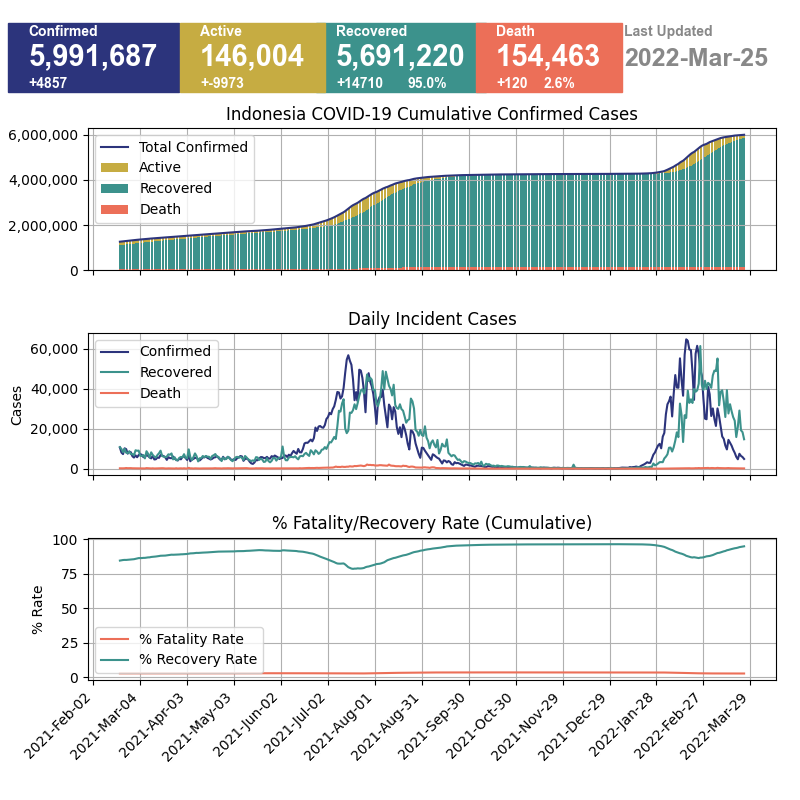 Confirmed Active Recovered Death Last Updated
5,991,687 146,004 5,691,220 154,463 2022-Mar-25
+4857 +-9973 +14710 95.0% +120 2.6%
Indonesia COVID-19 Cumulative Confirmed Cases
6,000,000
4,000,000
2,000,000
0
Total Confirmed
Active
Recovered
Death
Daily Incident Cases
Cases
60,000
40,000
20,000
0
Confirmed
Recovered
Death
% Fatality/Recovery Rate (Cumulative)
% Rate
100
75
50
25
0
% Fatality Rate
% Recovery Rate
2021-Feb-02
2021-Mar-04
2021-Apr-03
2021-May-03
2021-Jun-02
2021-Jul-02
2021-Aug-01
2021-Aug-31
2021-Sep-30
2021-Oct-30
2021-Nov-29
2021-Dec-29
2022-Jan-28
2022-Feb-27
2022-Mar-29